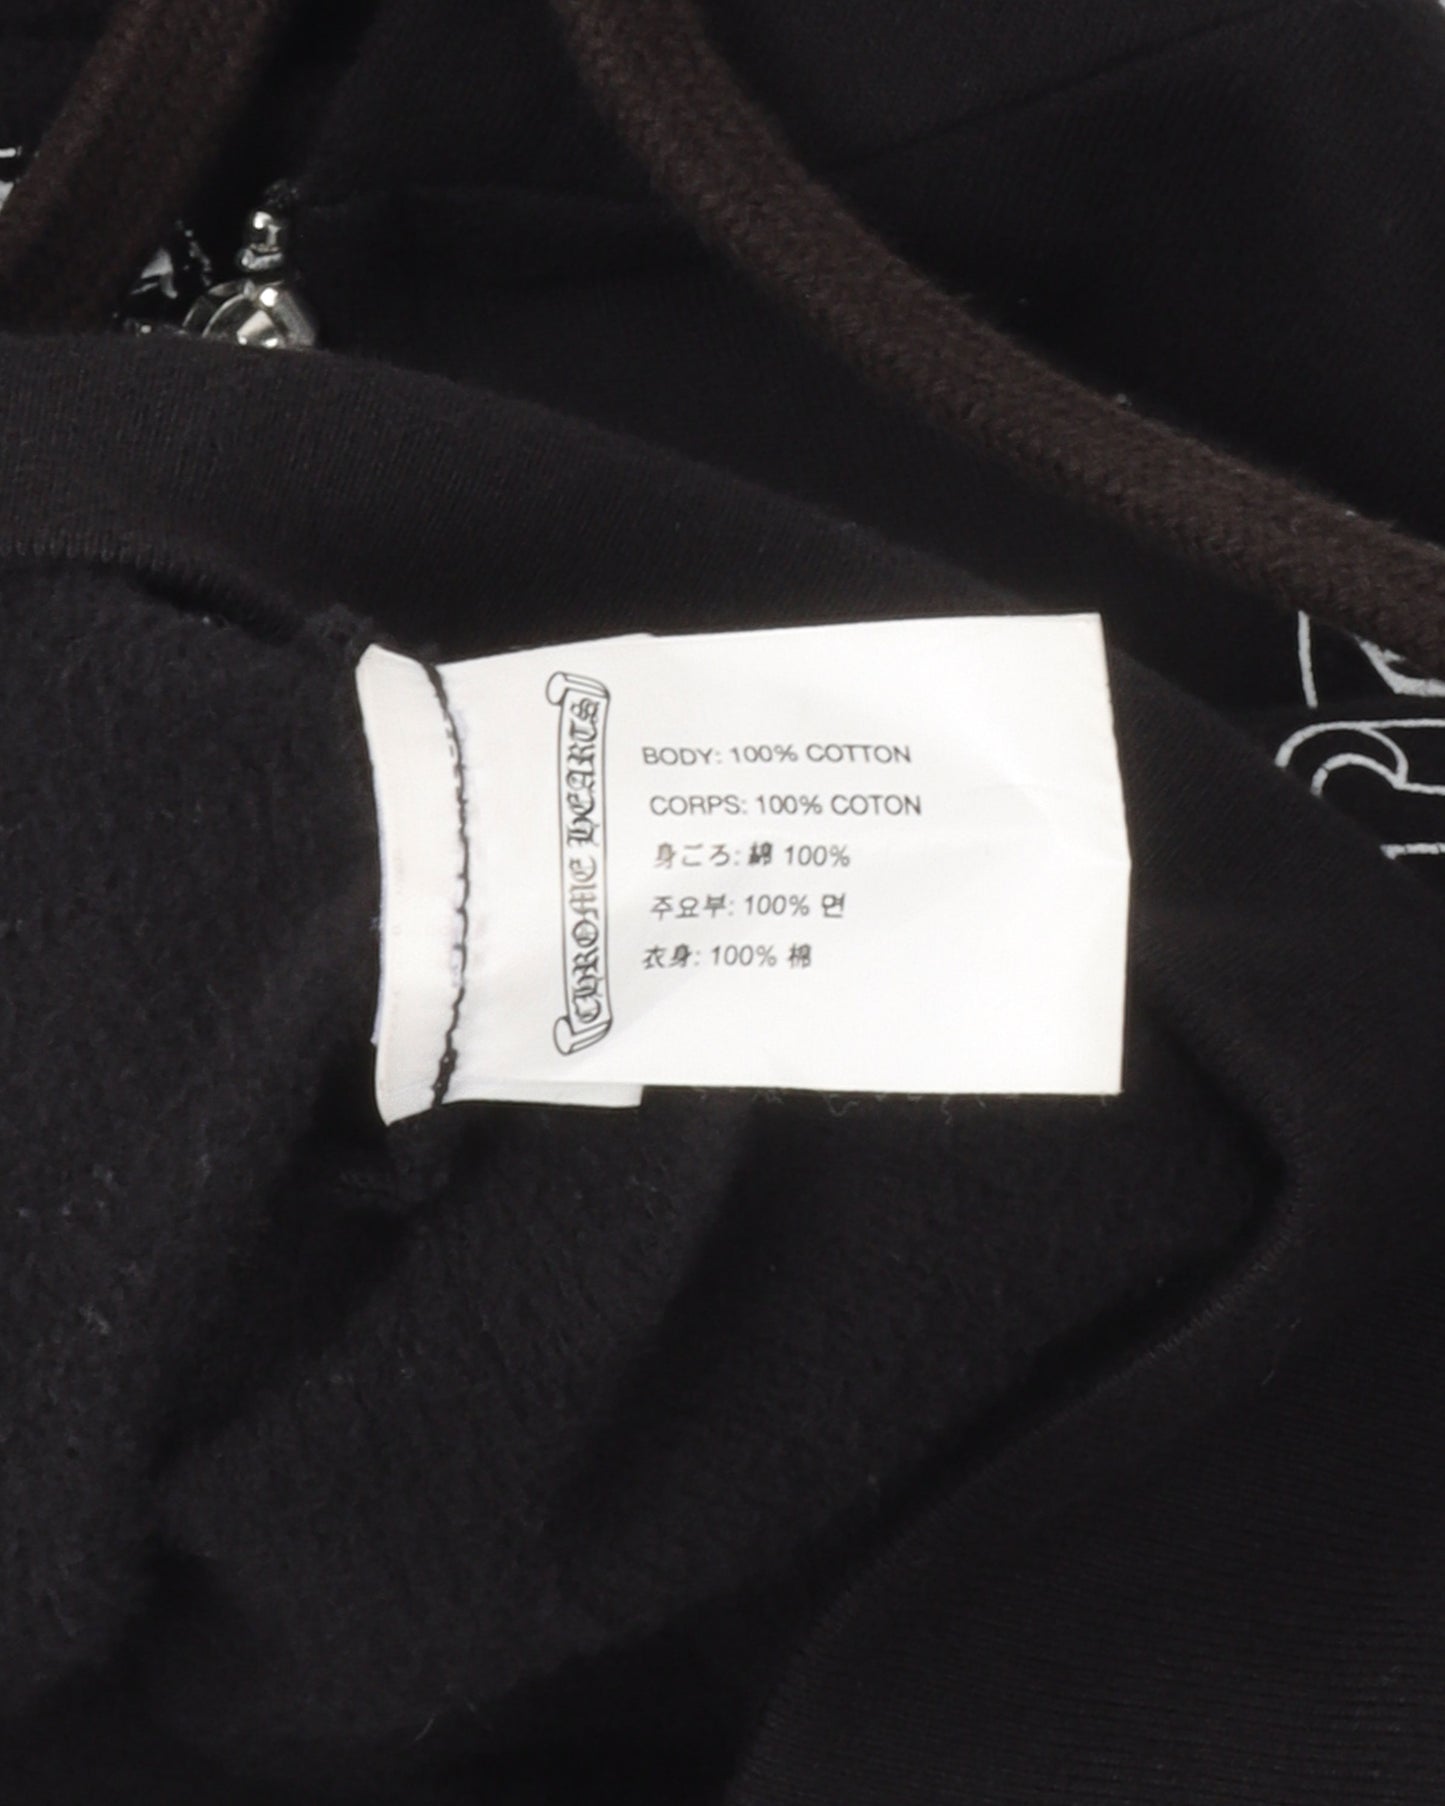 CHROME HEARTS
BODY: 100% COTTON
CORPS: 100% COTON
身ごろ: 綿 100%
주요부: 100% 면
衣身: 100% 棉